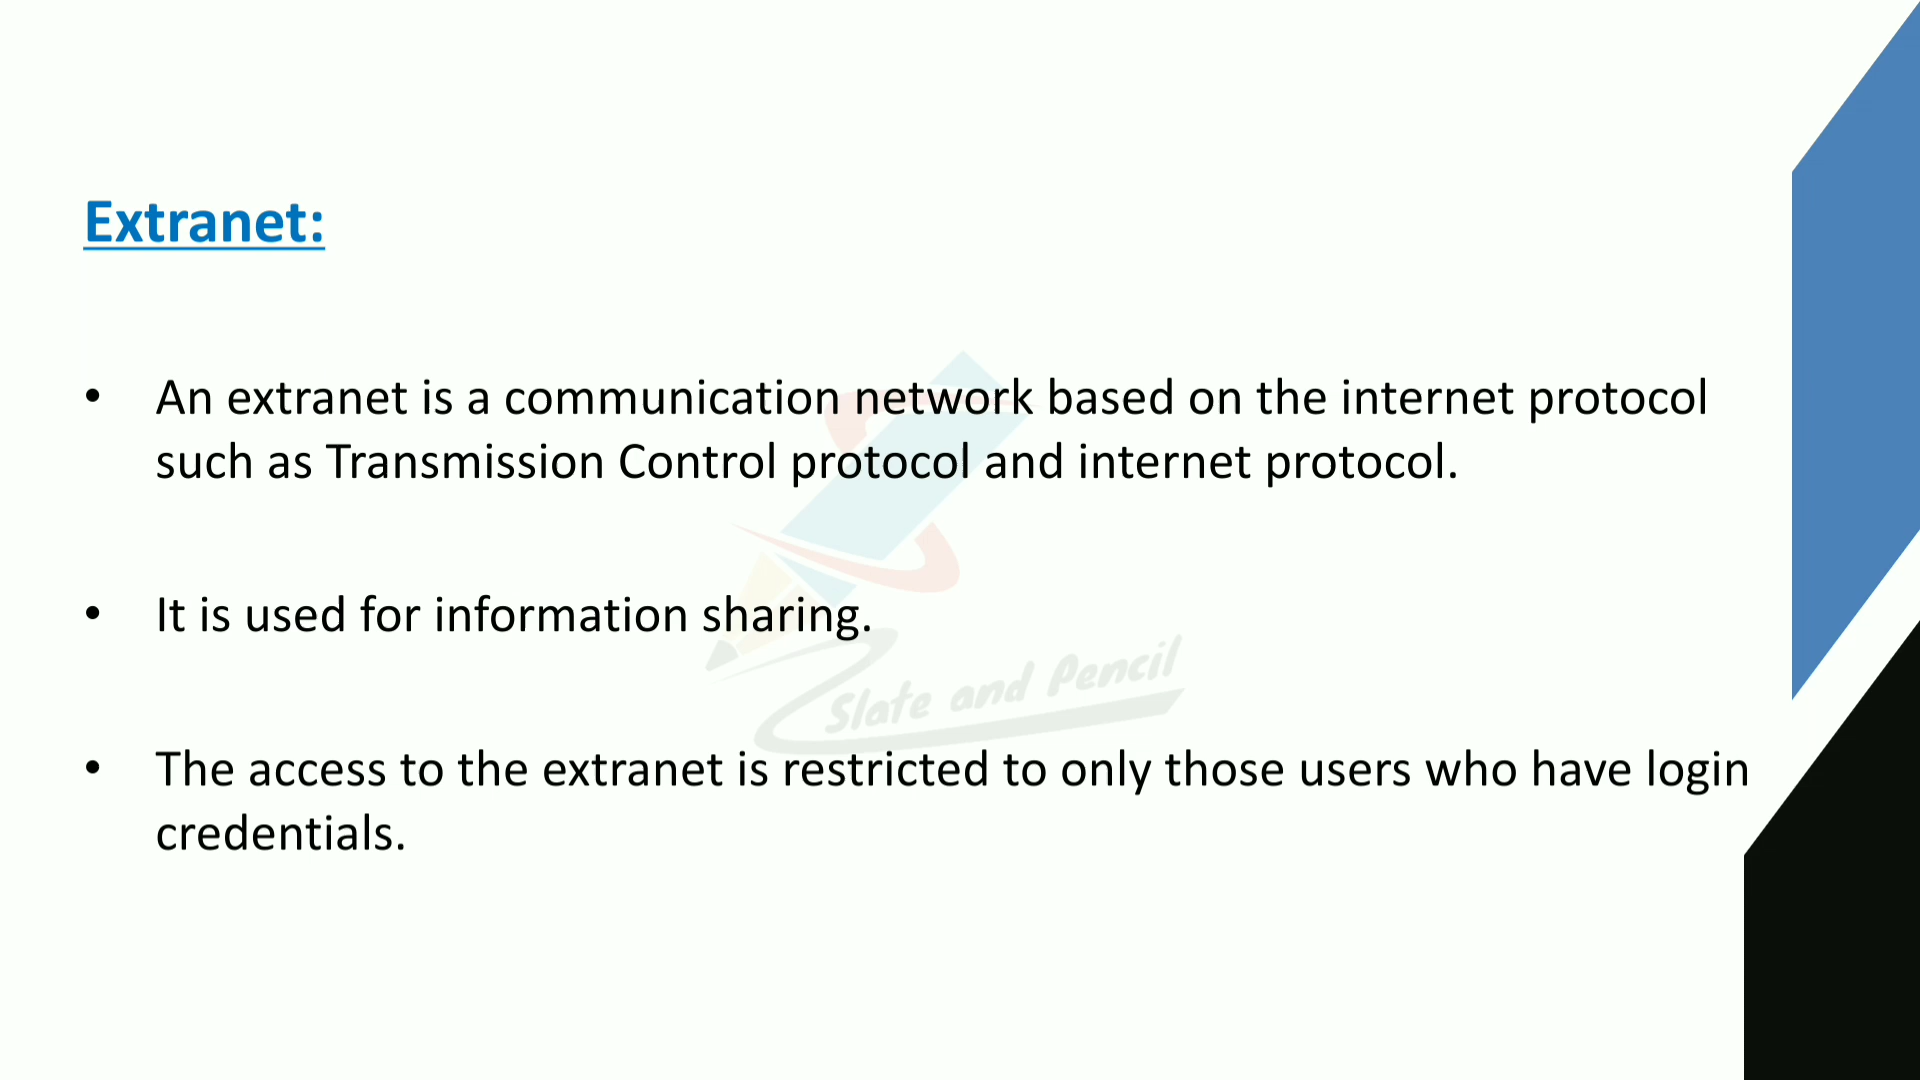 Extranet:
• An extranet is a communication network based on the internet protocol
such as Transmission Control protocol and internet protocol.
• It is used for information sharing.
Slate and Pencil
• The access to the extranet is restricted to only those users who have login
credentials.